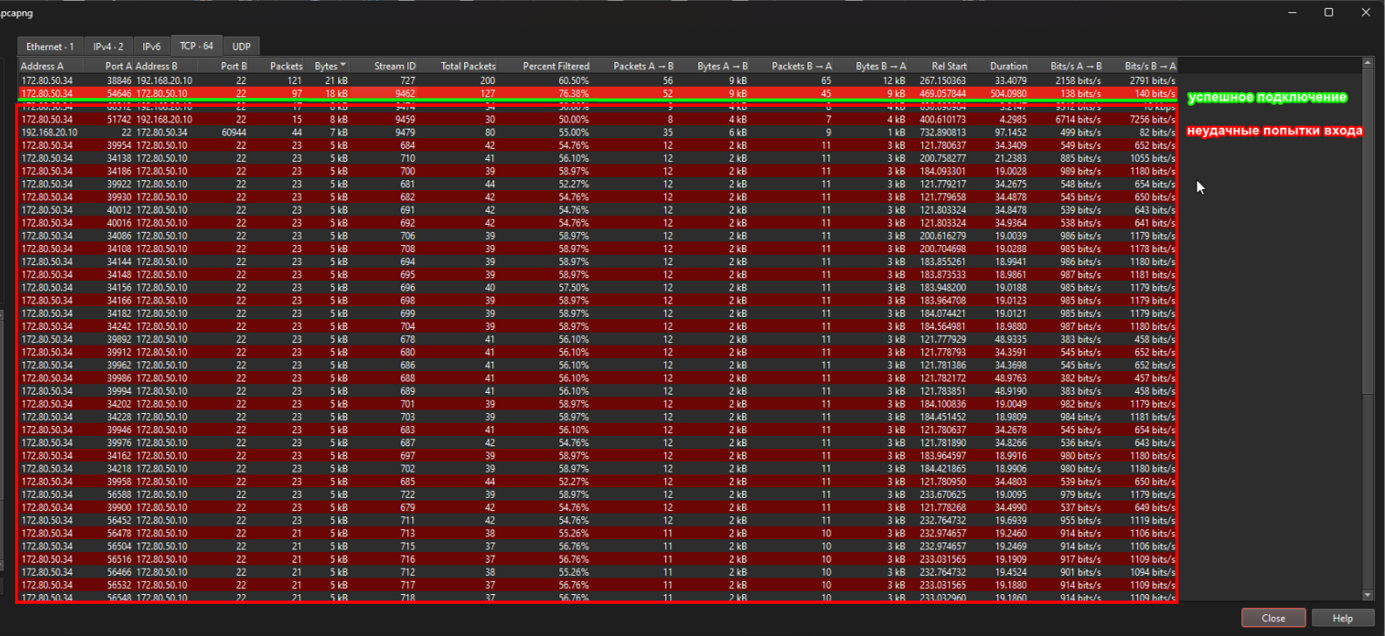 .pcapng
Ethernet · 1 IPv4 · 2 IPv6 TCP · 64 UDP
Address A Port A Address B Port B Packets Bytes Stream ID Total Packets Percent Filtered Packets A → B Bytes A → B Packets B → A Bytes B → A Rel Start Duration Bits/s A → B Bits/s B → A
172.80.50.34 38846 192.168.20.10 22 121 21 kB 727 200 60.50% 56 9 kB 65 12 kB 267.150363 33.4079 2158 bits/s 2791 bits/s
172.80.50.34 54646 172.80.50.10 22 97 18 kB 9462 127 76.38% 52 9 kB 45 9 kB 469.057844 504.0980 138 bits/s 140 bits/s
успешное подключение
172.80.50.34 51742 172.80.50.10 22 15 8 kB 9459 30 50.00% 8 4 kB 7 4 kB 400.610173 4.2985 6714 bits/s 7256 bits/s
192.168.20.10 22 172.80.50.34 60944 44 7 kB 9479 80 55.00% 35 6 kB 9 1 kB 732.890813 97.1452 499 bits/s 82 bits/s
неудачные попытки входа
172.80.50.34 39954 172.80.50.10 22 23 5 kB 684 42 54.76% 12 2 kB 11 3 kB 121.780637 34.3409 549 bits/s 652 bits/s
172.80.50.34 34138 172.80.50.10 22 23 5 kB 710 41 56.10% 12 2 kB 11 3 kB 200.758277 21.2383 885 bits/s 1055 bits/s
172.80.50.34 34186 172.80.50.10 22 23 5 kB 700 39 58.97% 12 2 kB 11 3 kB 184.093301 19.0028 989 bits/s 1180 bits/s
172.80.50.34 39922 172.80.50.10 22 23 5 kB 681 44 52.27% 12 2 kB 11 3 kB 121.779217 34.2675 548 bits/s 654 bits/s
172.80.50.34 39930 172.80.50.10 22 23 5 kB 682 42 54.76% 12 2 kB 11 3 kB 121.779658 34.4878 545 bits/s 650 bits/s
172.80.50.34 40012 172.80.50.10 22 23 5 kB 691 42 54.76% 12 2 kB 11 3 kB 121.803324 34.8478 539 bits/s 643 bits/s
172.80.50.34 40016 172.80.50.10 22 23 5 kB 692 42 54.76% 12 2 kB 11 3 kB 121.803324 34.9364 538 bits/s 641 bits/s
172.80.50.34 34086 172.80.50.10 22 23 5 kB 706 39 58.97% 12 2 kB 11 3 kB 200.616279 19.0039 986 bits/s 1179 bits/s
172.80.50.34 34108 172.80.50.10 22 23 5 kB 708 39 58.97% 12 2 kB 11 3 kB 200.704698 19.0288 985 bits/s 1178 bits/s
172.80.50.34 34144 172.80.50.10 22 23 5 kB 694 39 58.97% 12 2 kB 11 3 kB 183.855261 18.9941 986 bits/s 1180 bits/s
172.80.50.34 34148 172.80.50.10 22 23 5 kB 695 39 58.97% 12 2 kB 11 3 kB 183.873533 18.9861 987 bits/s 1181 bits/s
172.80.50.34 34156 172.80.50.10 22 23 5 kB 696 40 57.50% 12 2 kB 11 3 kB 183.948200 19.0188 985 bits/s 1179 bits/s
172.80.50.34 34166 172.80.50.10 22 23 5 kB 698 39 58.97% 12 2 kB 11 3 kB 183.964708 19.0123 985 bits/s 1179 bits/s
172.80.50.34 34182 172.80.50.10 22 23 5 kB 699 39 58.97% 12 2 kB 11 3 kB 184.074421 19.0121 985 bits/s 1179 bits/s
172.80.50.34 34242 172.80.50.10 22 23 5 kB 704 39 58.97% 12 2 kB 11 3 kB 184.564981 18.9880 987 bits/s 1180 bits/s
172.80.50.34 39892 172.80.50.10 22 23 5 kB 678 41 56.10% 12 2 kB 11 3 kB 121.777929 48.9335 383 bits/s 458 bits/s
172.80.50.34 39912 172.80.50.10 22 23 5 kB 680 41 56.10% 12 2 kB 11 3 kB 121.778793 34.3591 545 bits/s 652 bits/s
172.80.50.34 39962 172.80.50.10 22 23 5 kB 686 41 56.10% 12 2 kB 11 3 kB 121.781386 34.3698 545 bits/s 652 bits/s
172.80.50.34 39986 172.80.50.10 22 23 5 kB 688 41 56.10% 12 2 kB 11 3 kB 121.782172 48.9763 382 bits/s 457 bits/s
172.80.50.34 39994 172.80.50.10 22 23 5 kB 689 41 56.10% 12 2 kB 11 3 kB 121.783851 48.9190 383 bits/s 458 bits/s
172.80.50.34 34202 172.80.50.10 22 23 5 kB 701 39 58.97% 12 2 kB 11 3 kB 184.100836 19.0049 982 bits/s 1179 bits/s
172.80.50.34 34228 172.80.50.10 22 23 5 kB 703 39 58.97% 12 2 kB 11 3 kB 184.451452 18.9809 984 bits/s 1181 bits/s
172.80.50.34 39946 172.80.50.10 22 23 5 kB 683 41 56.10% 12 2 kB 11 3 kB 121.780637 34.2678 545 bits/s 654 bits/s
172.80.50.34 39976 172.80.50.10 22 23 5 kB 687 42 54.76% 12 2 kB 11 3 kB 121.781890 34.8266 536 bits/s 643 bits/s
172.80.50.34 34162 172.80.50.10 22 23 5 kB 697 39 58.97% 12 2 kB 11 3 kB 183.964597 18.9916 980 bits/s 1180 bits/s
172.80.50.34 34218 172.80.50.10 22 23 5 kB 702 39 58.97% 12 2 kB 11 3 kB 184.421865 18.9906 980 bits/s 1180 bits/s
172.80.50.34 39958 172.80.50.10 22 23 5 kB 685 44 52.27% 12 2 kB 11 3 kB 121.780950 34.4803 539 bits/s 650 bits/s
172.80.50.34 56588 172.80.50.10 22 23 5 kB 722 39 58.97% 12 2 kB 11 3 kB 233.670625 19.0095 979 bits/s 1179 bits/s
172.80.50.34 39900 172.80.50.10 22 23 5 kB 679 42 54.76% 12 2 kB 11 3 kB 121.778268 34.4990 537 bits/s 649 bits/s
172.80.50.34 56452 172.80.50.10 22 23 5 kB 711 42 54.76% 12 2 kB 11 3 kB 232.764732 19.6939 955 bits/s 1119 bits/s
172.80.50.34 56478 172.80.50.10 22 21 5 kB 713 38 55.26% 11 2 kB 10 3 kB 232.974657 19.2460 914 bits/s 1106 bits/s
172.80.50.34 56504 172.80.50.10 22 21 5 kB 715 37 56.76% 11 2 kB 10 3 kB 232.974661 19.2469 914 bits/s 1106 bits/s
172.80.50.34 56516 172.80.50.10 22 21 5 kB 716 37 56.76% 11 2 kB 10 3 kB 233.031565 19.1909 917 bits/s 1109 bits/s
172.80.50.34 56466 172.80.50.10 22 21 5 kB 712 38 55.26% 11 2 kB 10 3 kB 232.764732 19.4524 901 bits/s 1094 bits/s
172.80.50.34 56532 172.80.50.10 22 21 5 kB 717 37 56.76% 11 2 kB 10 3 kB 233.031565 19.1880 914 bits/s 1109 bits/s
172.80.50.34 56548 172.80.50.10 22 21 5 kB 718 37 56.76% 11 2 kB 10 3 kB 233.032960 19.1860 914 bits/s 1109 bits/s
Close Help